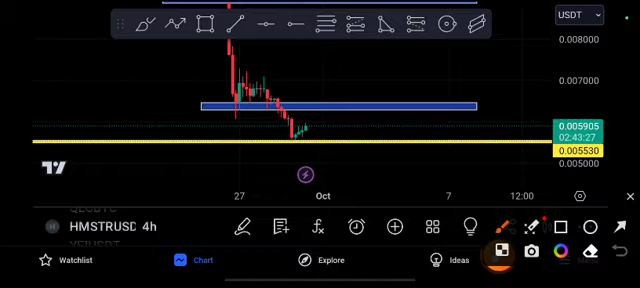 USDT
0.008000
0.007000
0.005905
02:43:27
0.005530
0.005000
27 Oct 7 12:00
HMSTRUSD 4h
Watchlist Chart Explore Ideas